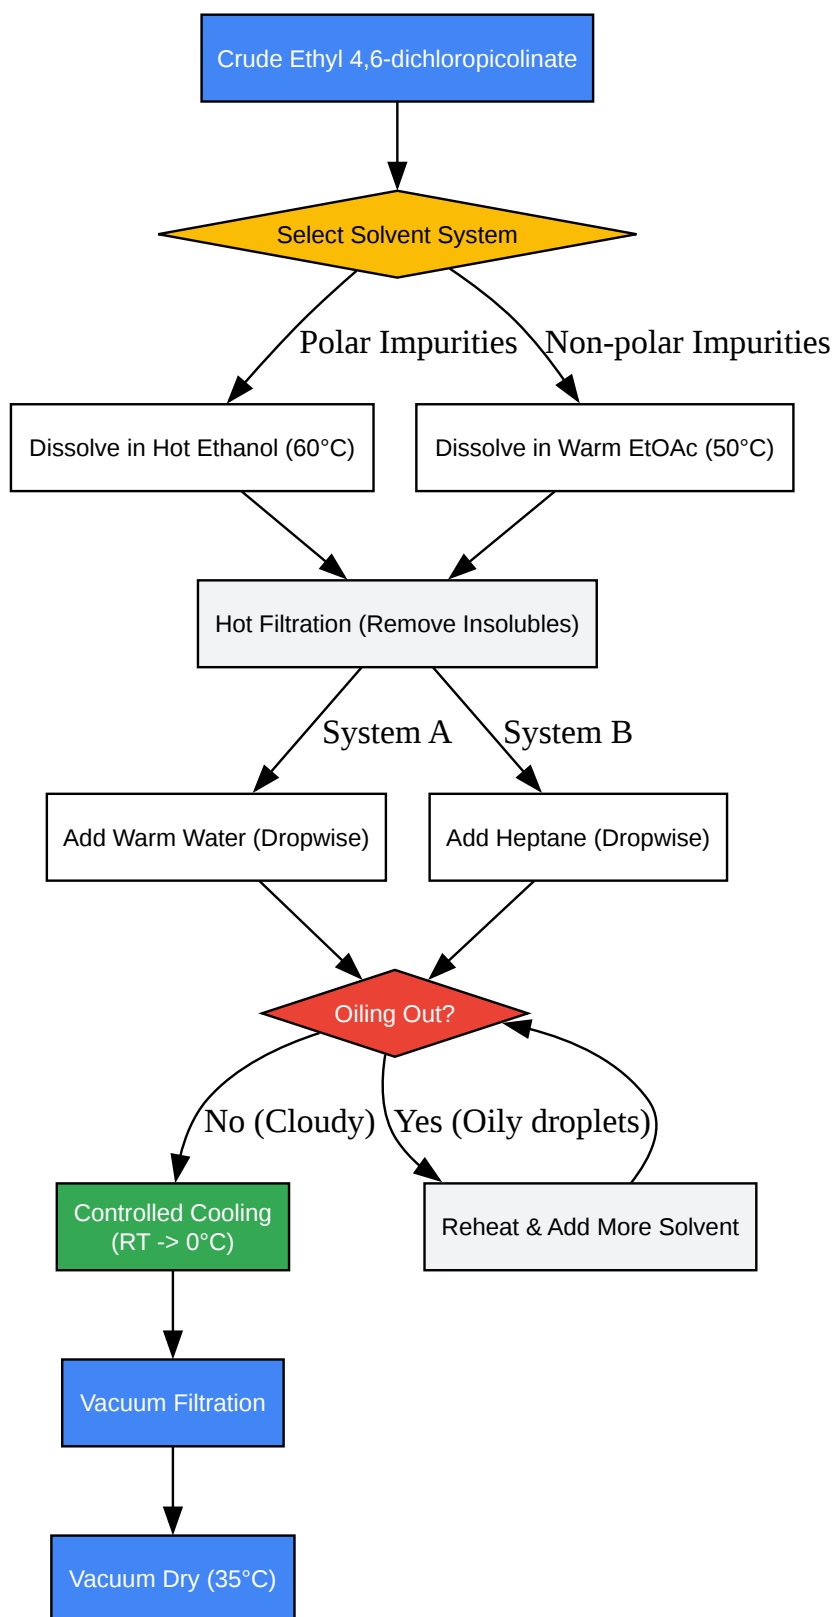 Crude Ethyl 4,6-dichloropicolinate
Select Solvent System
Polar Impurities
Non-polar Impurities
Dissolve in Hot Ethanol (60°C)
Dissolve in Warm EtOAc (50°C)
Hot Filtration (Remove Insolubles)
System A
System B
Add Warm Water (Dropwise)
Add Heptane (Dropwise)
Oiling Out?
No (Cloudy)
Yes (Oily droplets)
Controlled Cooling
(RT -> 0°C)
Reheat & Add More Solvent
Vacuum Filtration
Vacuum Dry (35°C)